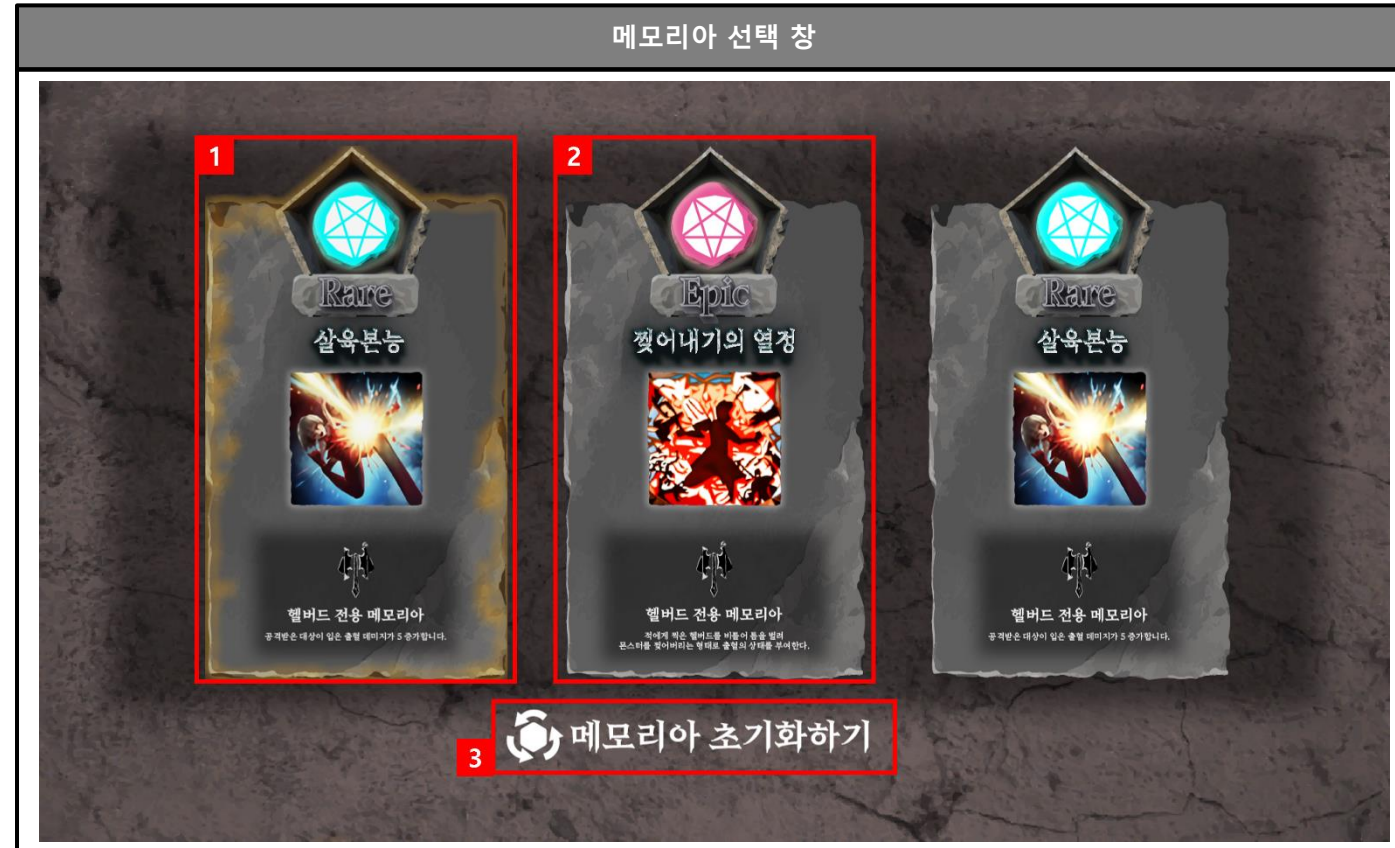 메모리아 선택 창
1
Rare
살육본능
헬버드 전용 메모리아
공격받은 대상이 입은 출혈 데미지가 5 증가합니다.
2
Epic
찢어내기의 열정
헬버드 전용 메모리아
적에게 찍은 헬버드를 비틀어 틈을 벌려
몬스터를 찢어버리는 형태로 출혈의 상태를 부여한다.
Rare
살육본능
헬버드 전용 메모리아
공격받은 대상이 입은 출혈 데미지가 5 증가합니다.
3
메모리아 초기화하기